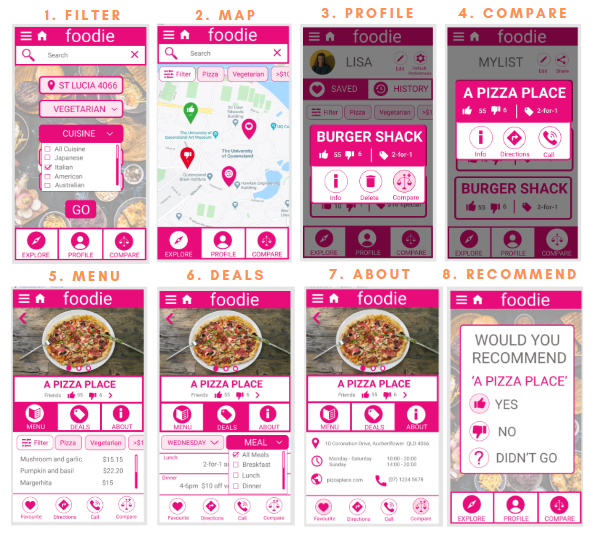 1. FILTER
2. MAP
3. PROFILE
4. COMPARE
foodie
Search
ST LUCIA 4066
VEGETARIAN
CUISINE
All Cuisine
Japanese
Italian
American
Australian
GO
EXPLORE
PROFILE
COMPARE
foodie
Search
Filter
Pizza
Vegetarian
>$10
The University of Queensland Art Museum
The University of Queensland
EXPLORE
PROFILE
COMPARE
foodie
LISA
Edit
SAVED
HISTORY
Filter
Pizza
Vegetarian
BURGER SHACK
55 6 2-for-1
Info
Delete
Compare
EXPLORE
PROFILE
COMPARE
foodie
MYLIST
Edit
Share
A PIZZA PLACE
55 6 2-for-1
Info
Directions
Call
BURGER SHACK
55 6 2-for-1
EXPLORE
PROFILE
COMPARE
5. MENU
6. DEALS
7. ABOUT
8. RECOMMEND
foodie
A PIZZA PLACE
Friends 55 6
MENU
DEALS
ABOUT
Filter
Pizza
Vegetarian
>$1
Mushroom and garlic $15.15
Pumpkin and basil $22.20
Margherita $15
Favourite
Directions
Call
Compare
foodie
A PIZZA PLACE
Friends 55 6
MENU
DEALS
ABOUT
WEDNESDAY
MEAL
All Meals
Breakfast
Lunch
Dinner
Lunch
2-for-1
Dinner
4-6pm $10 off
Favourite
Directions
Call
Compare
foodie
A PIZZA PLACE
Friends 55 6
MENU
DEALS
ABOUT
10 Coronation Drive, Auchenflower QLD 4066
Monday - Saturday 10:00 - 20:00
Sunday 14:00 - 20:00
pizzaplace.com
(07) 1234 5678
Favourite
Directions
Call
Compare
foodie
WOULD YOU
RECOMMEND
'A PIZZA PLACE'
YES
NO
DIDN'T GO
EXPLORE
PROFILE
COMPARE